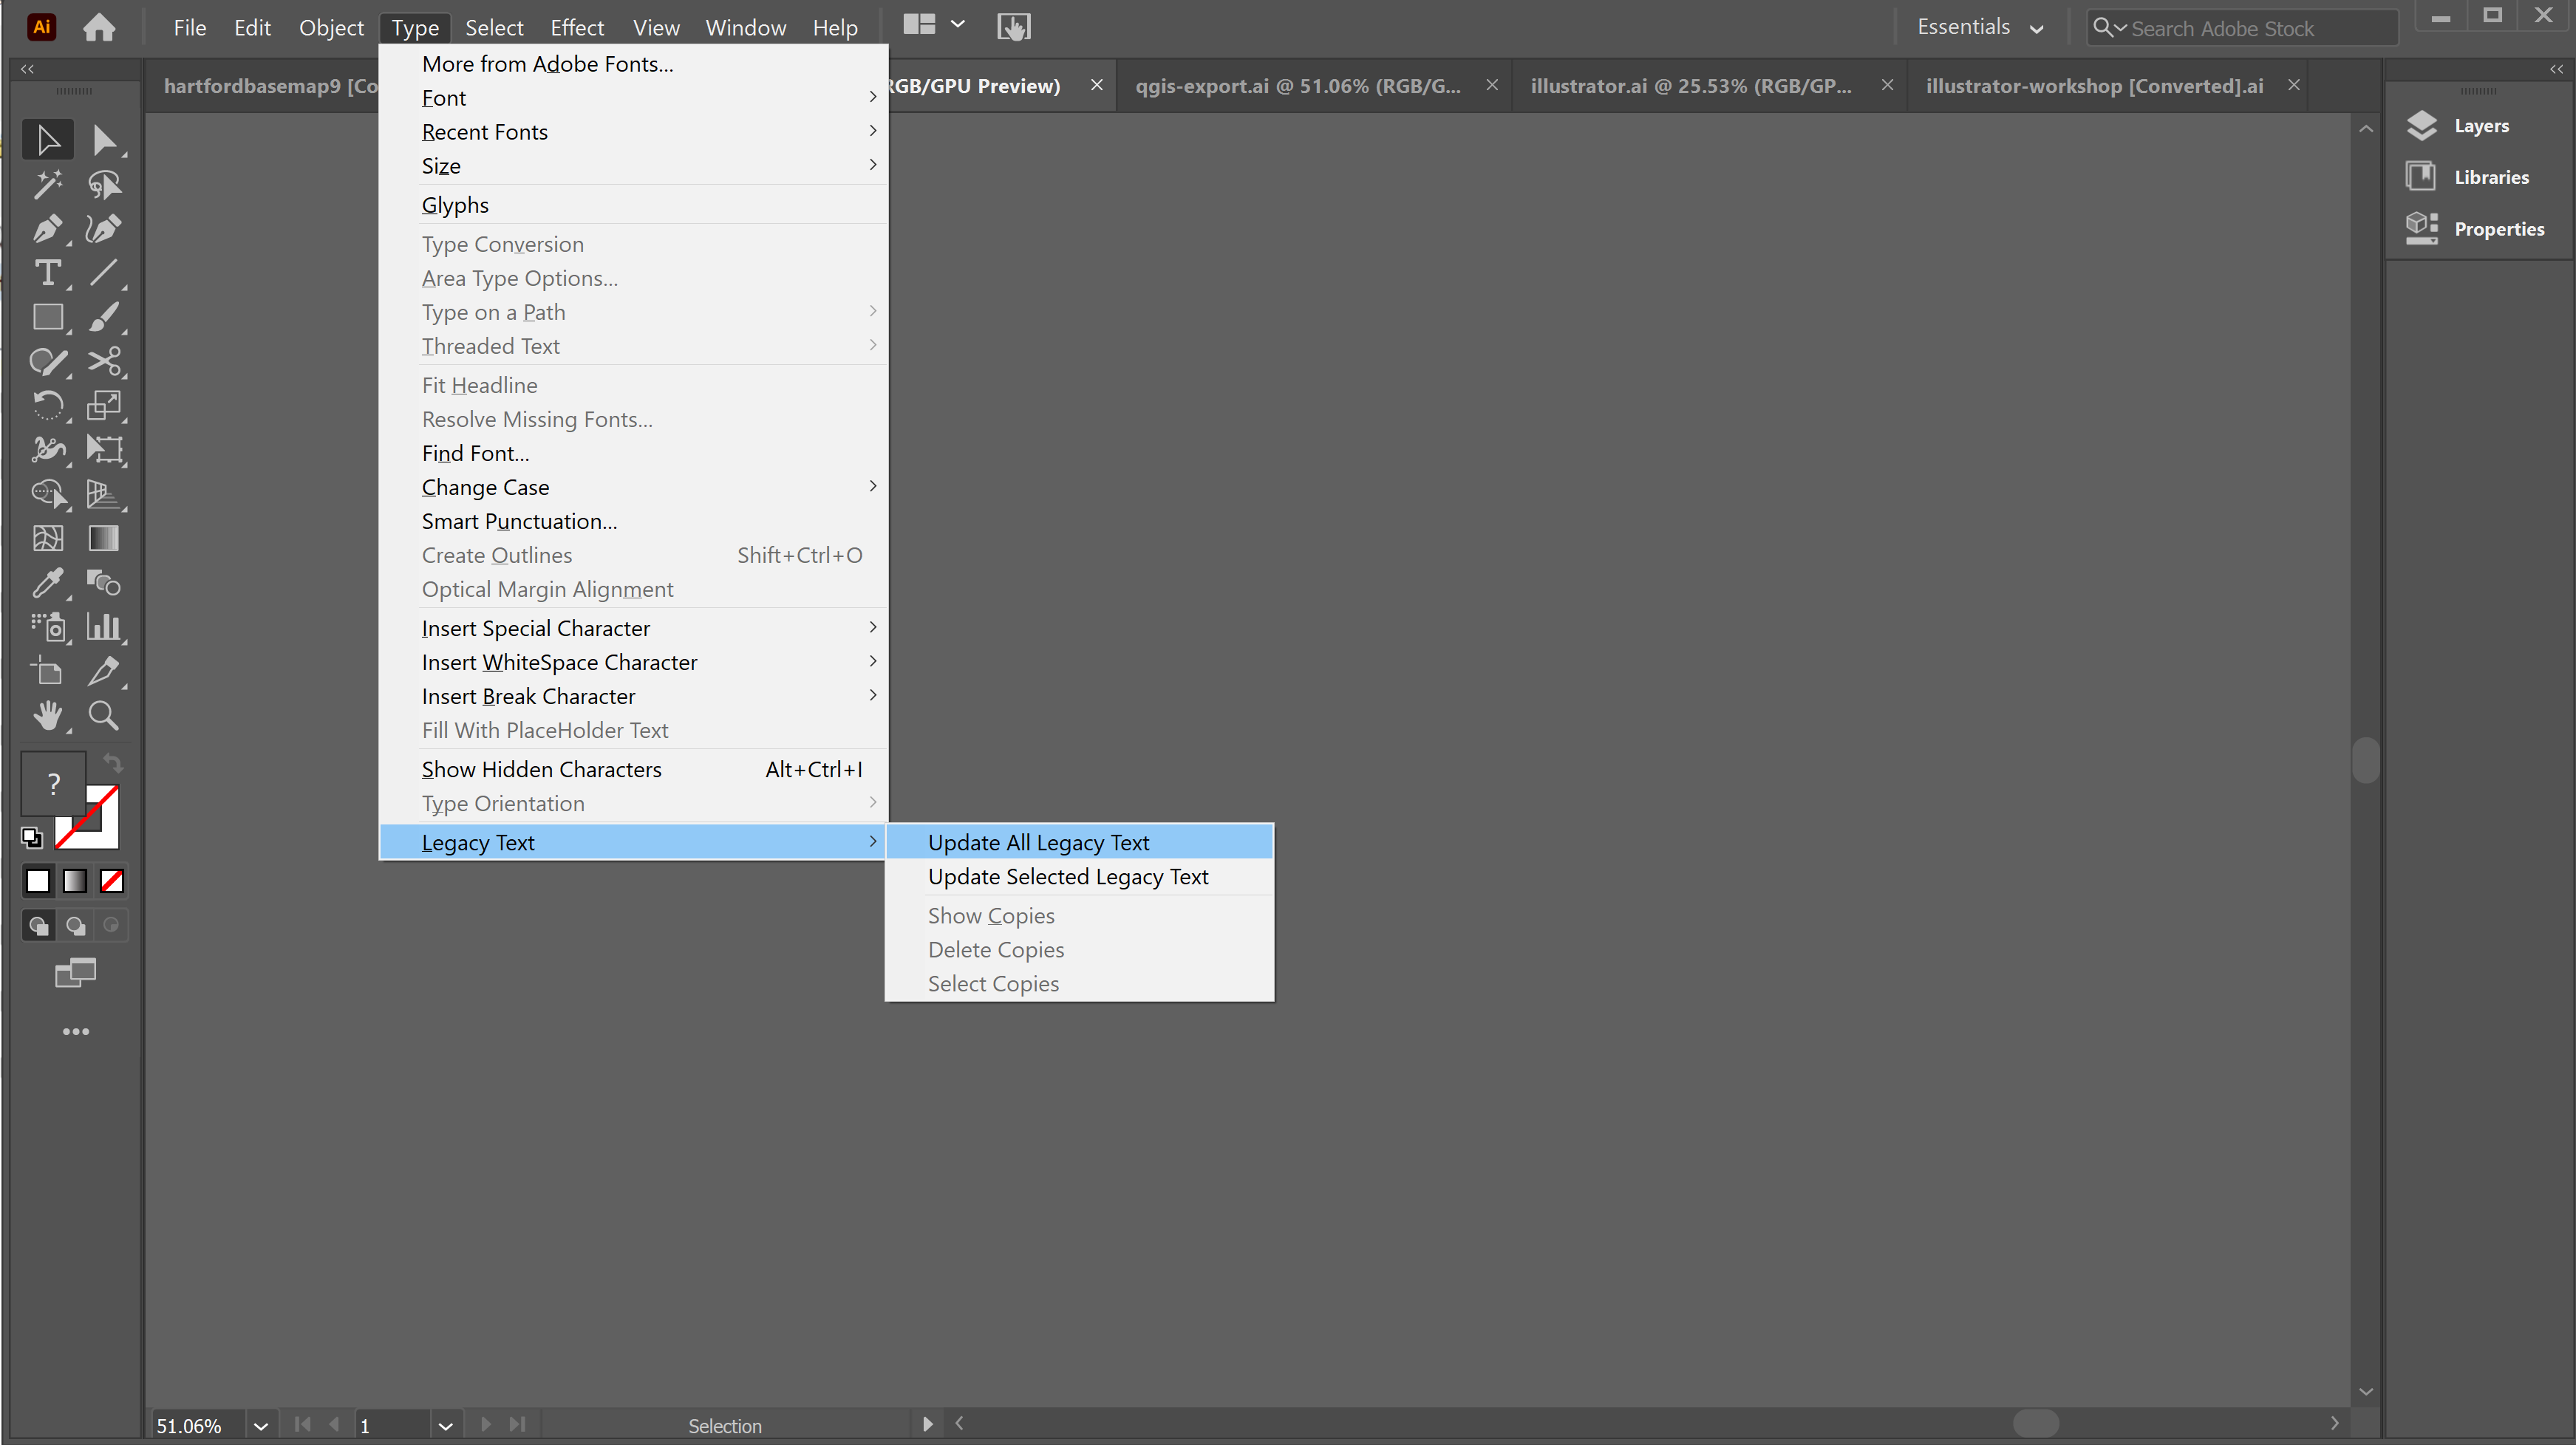 Ai
File Edit Object Type Select Effect View Window Help
Essentials
Search Adobe Stock
hartfordbasemap9 [Co
RGB/GPU Preview)
qgis-export.ai @ 51.06% (RGB/G...
illustrator.ai @ 25.53% (RGB/GP...
illustrator-workshop [Converted].ai
More from Adobe Fonts...
Font
Recent Fonts
Size
Glyphs
Type Conversion
Area Type Options...
Type on a Path
Threaded Text
Fit Headline
Resolve Missing Fonts...
Find Font...
Change Case
Smart Punctuation...
Create Outlines Shift+Ctrl+O
Optical Margin Alignment
Insert Special Character
Insert WhiteSpace Character
Insert Break Character
Fill With PlaceHolder Text
Show Hidden Characters Alt+Ctrl+I
Type Orientation
Legacy Text
Update All Legacy Text
Update Selected Legacy Text
Show Copies
Delete Copies
Select Copies
Layers
Libraries
Properties
?
51.06%
1
Selection